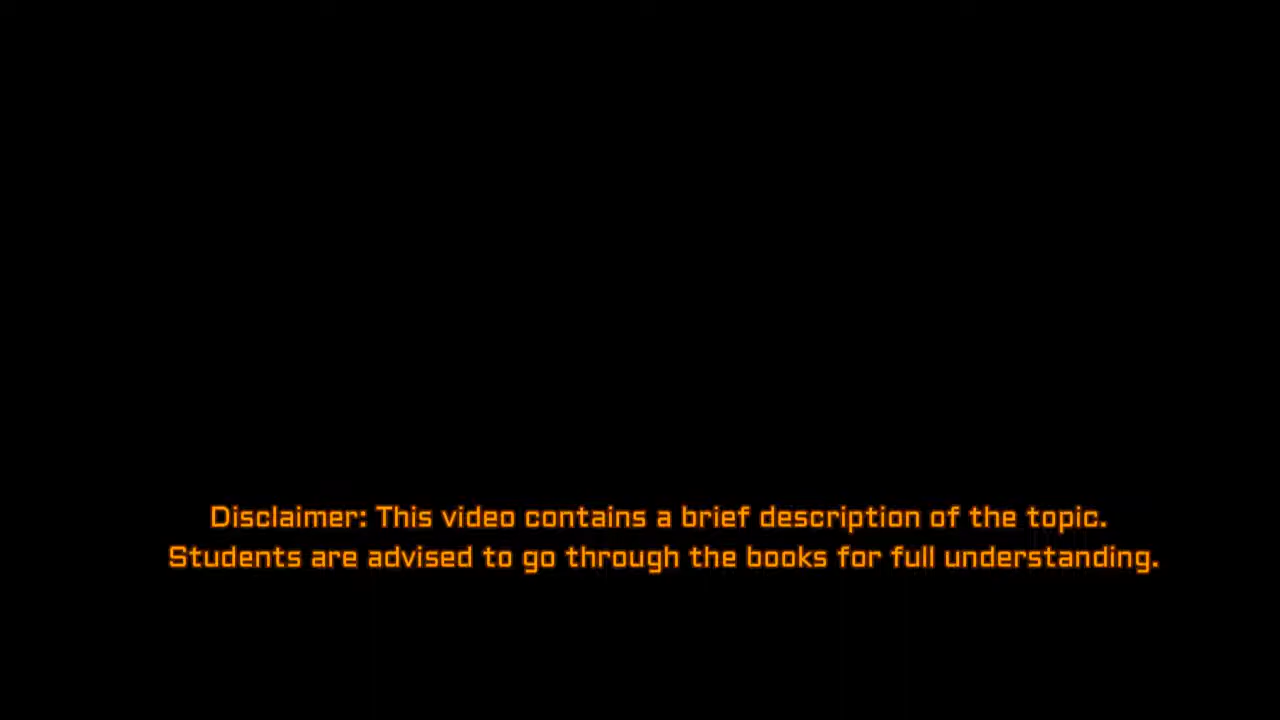 Disclaimer: This video contains a brief description of the topic.
Students are advised to go through the books for full understanding.